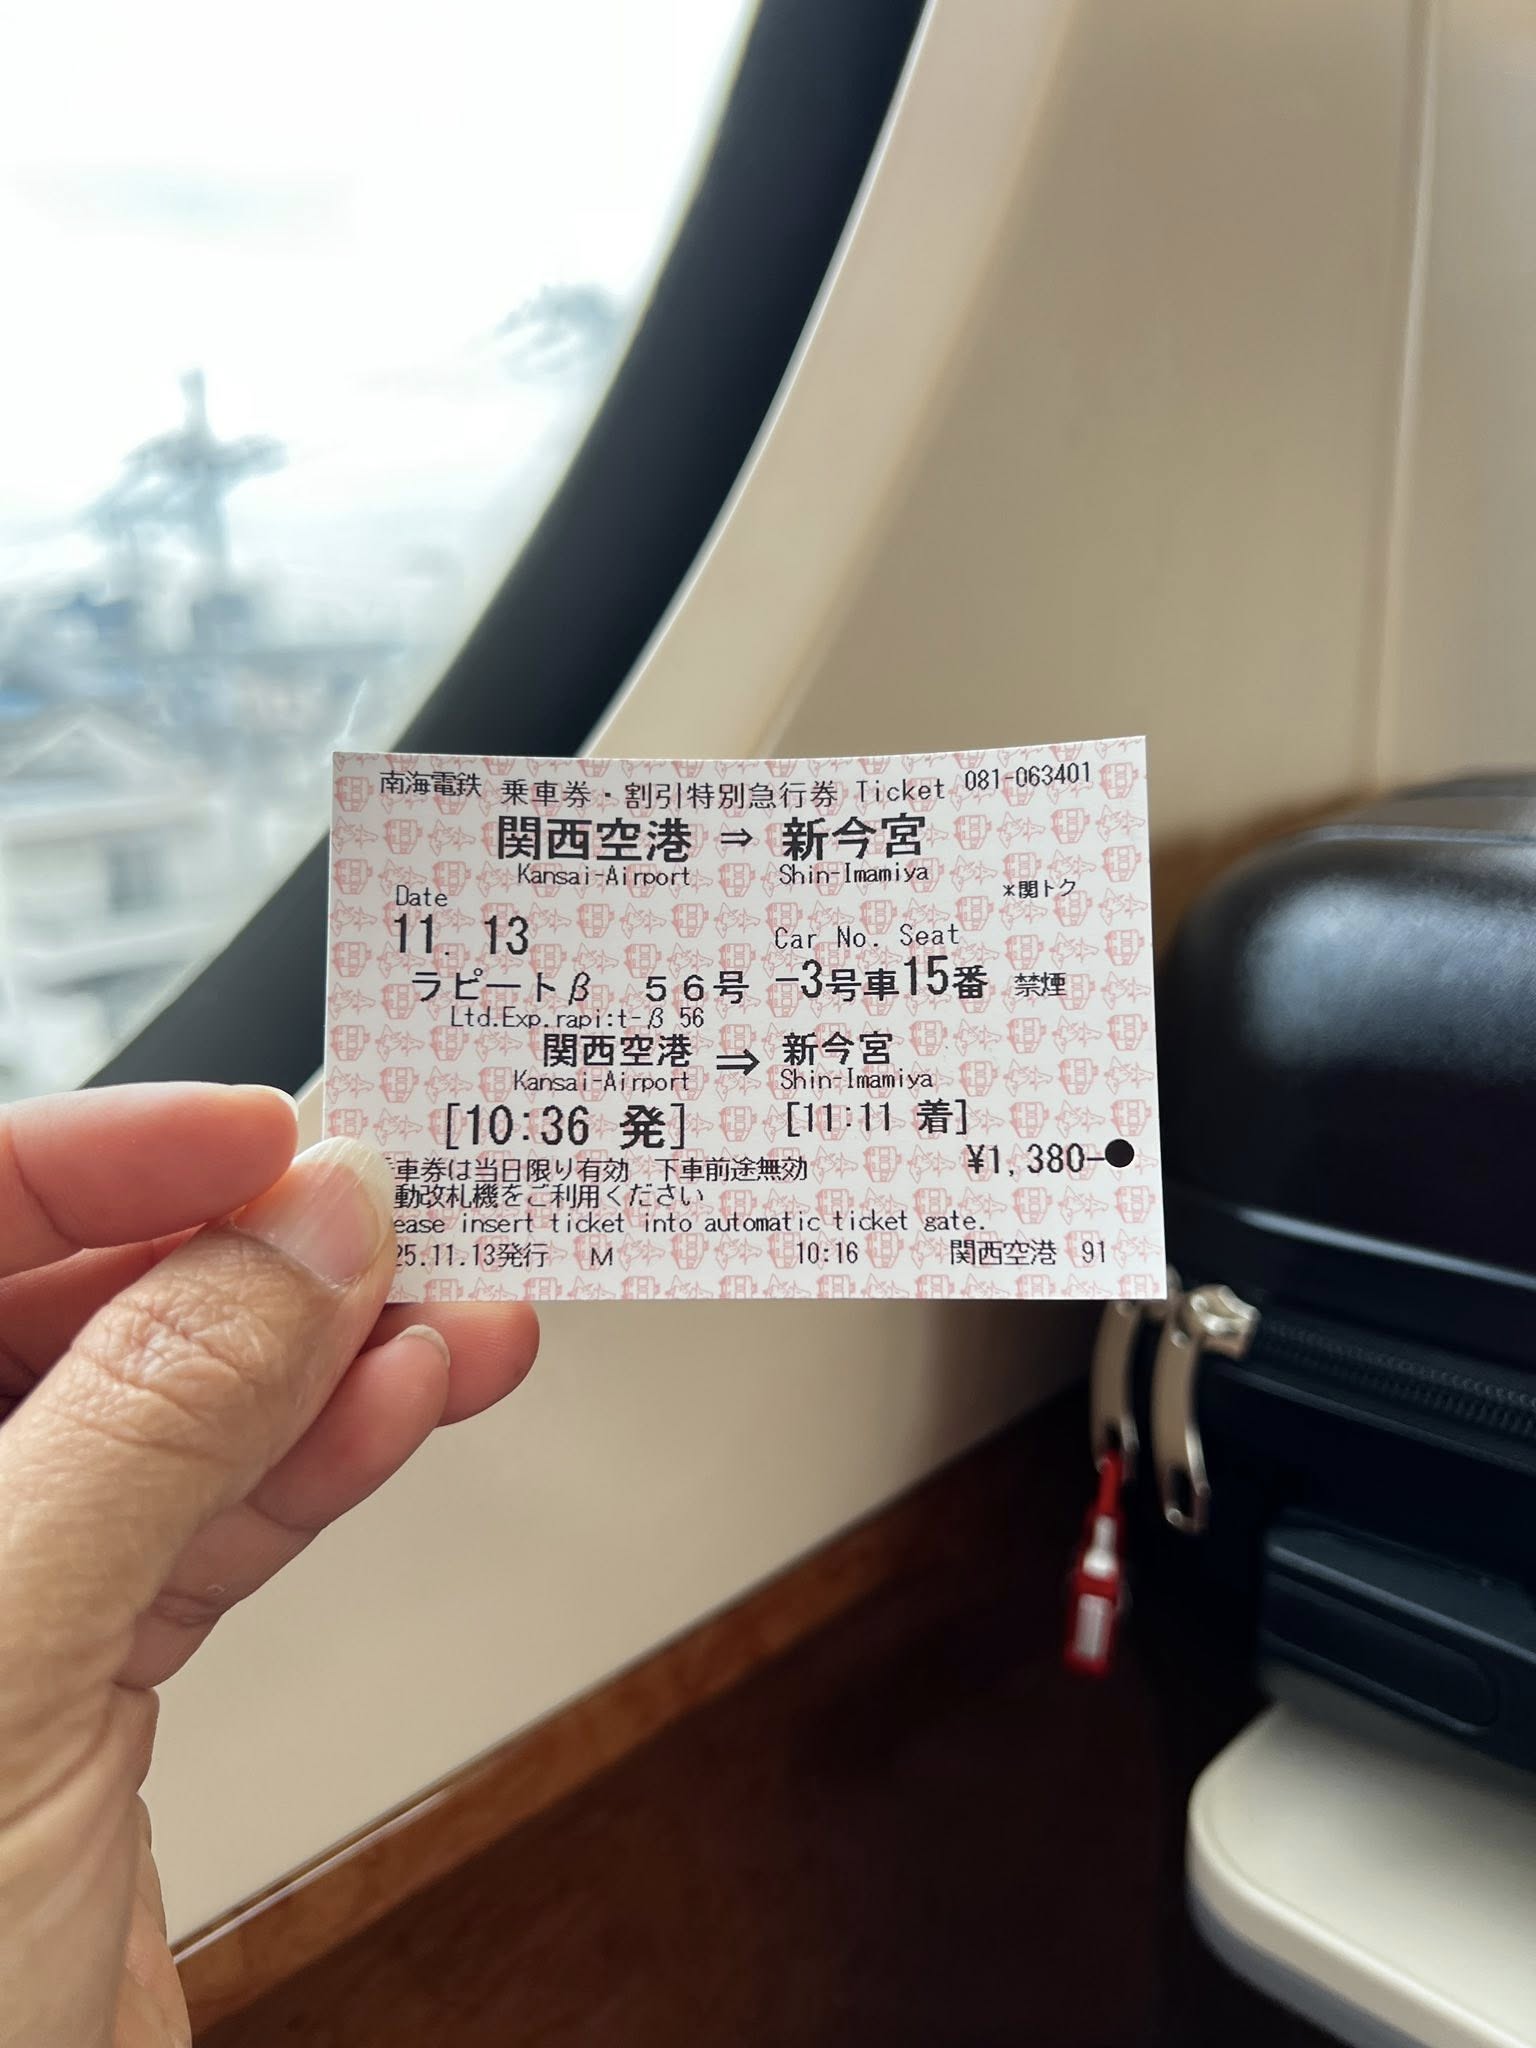 南海電鉄 乗車券・割引特別急行券 Ticket 081-063401
関西空港 ⇒ 新今宮
Kansai-Airport Shin-Imamiya
*関トク
Date
11. 13
Car No. Seat
ラピートβ 56号 -3号車15番 禁煙
Ltd.Exp.rapi:t-β 56
関西空港 ⇒ 新今宮
Kansai-Airport Shin-Imamiya
[10:36 発] [11:11 着]
¥1,380-●
車券は当日限り有効 下車前途無効
動改札機をご利用ください
ease insert ticket into automatic ticket gate.
25.11.13発行 M 10:16 関西空港 91